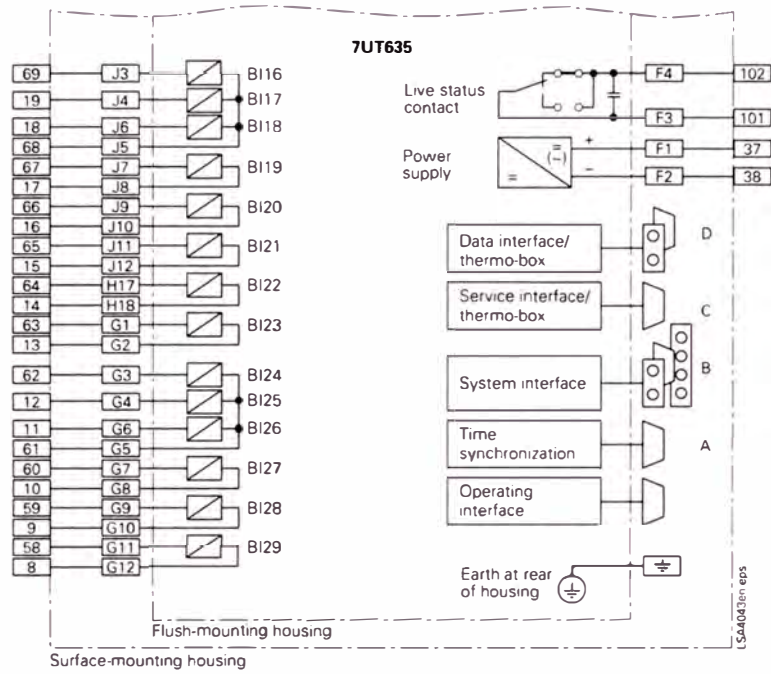 7UT635
69 J3 BI16
19 J4 BI17
18 J6 BI18
68 J5
67 J7 BI19
17 J8
66 J9 BI20
16 J10
65 J11 BI21
15 J12
64 H17 BI22
14 H18
63 G1 BI23
13 G2
62 G3 BI24
12 G4 BI25
11 G6 BI26
61 G5
60 G7 BI27
10 G8
59 G9 BI28
9 G10
58 G11 BI29
8 G12
Live status
contact
F4 102
F3 101
Power
supply
= (~) =
+ F1 37
- F2 38
Data interface/
thermo-box
D
Service interface/
thermo-box
C
System interface
B
Time
synchronization
A
Operating
interface
Earth at rear
of housing
Flush-mounting housing
Surface-mounting housing
LSA4043en eps